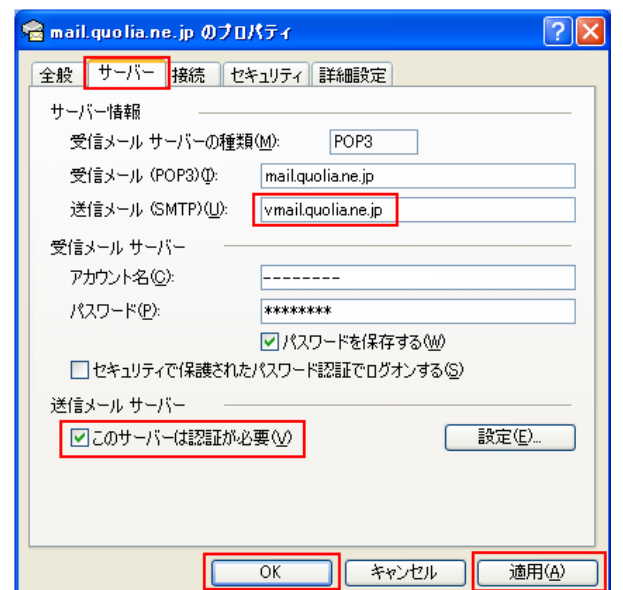 mail.quolia.ne.jp のプロパティ
全般 サーバー 接続 セキュリティ 詳細設定
サーバー情報
受信メール サーバーの種類(M): POP3
受信メール (POP3)(I): mail.quolia.ne.jp
送信メール (SMTP)(U): vmail.quolia.ne.jp
受信メール サーバー
アカウント名(C): --------
パスワード(P): ********
パスワードを保存する(W)
セキュリティで保護されたパスワード認証でログオンする(S)
送信メール サーバー
このサーバーは認証が必要(V) 設定(E)...
OK キャンセル 適用(A)